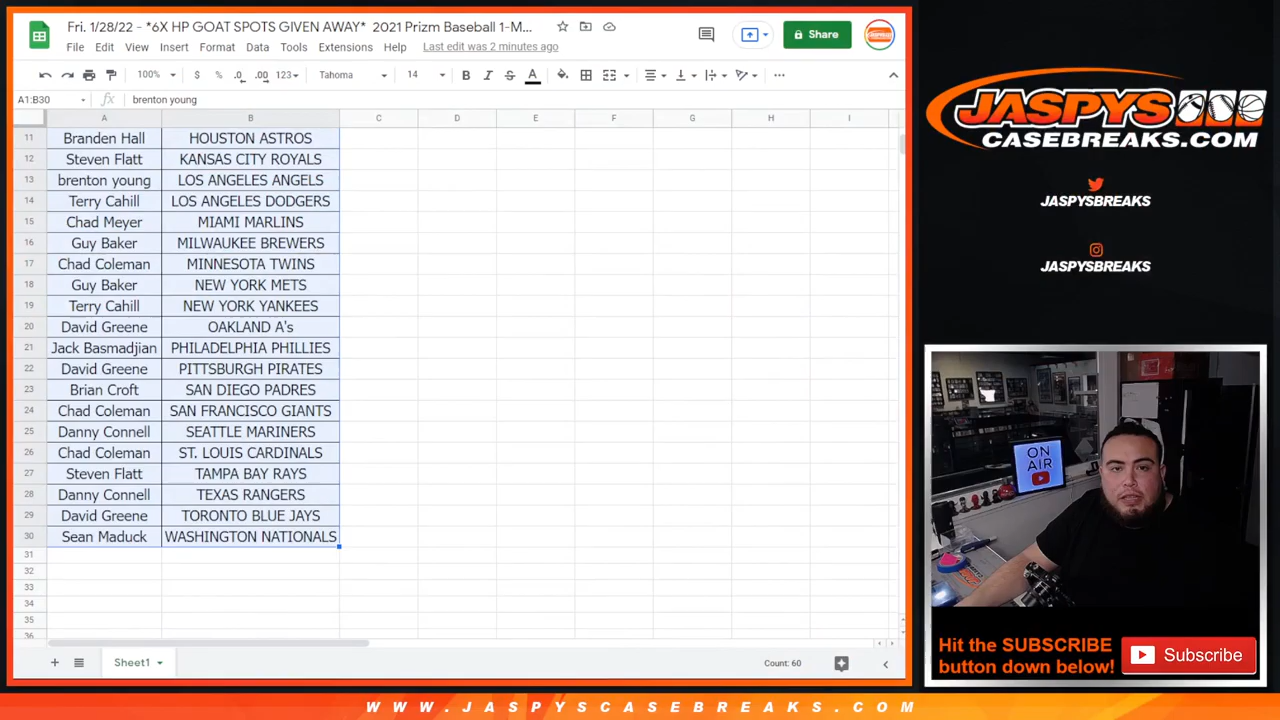 Fri. 1/28/22 - *6X HP GOAT SPOTS GIVEN AWAY* 2021 Prizm Baseball 1-M...
File Edit View Insert Format Data Tools Extensions Help Last edit was 2 minutes ago
Share
100% $ % .0 .00 123 Tahoma 14 B I S A
A1:B30 fx brenton young
A B C D E F G H I
11 Branden Hall HOUSTON ASTROS
12 Steven Flatt KANSAS CITY ROYALS
13 brenton young LOS ANGELES ANGELS
14 Terry Cahill LOS ANGELES DODGERS
15 Chad Meyer MIAMI MARLINS
16 Guy Baker MILWAUKEE BREWERS
17 Chad Coleman MINNESOTA TWINS
18 Guy Baker NEW YORK METS
19 Terry Cahill NEW YORK YANKEES
20 David Greene OAKLAND A's
21 Jack Basmadjian PHILADELPHIA PHILLIES
22 David Greene PITTSBURGH PIRATES
23 Brian Croft SAN DIEGO PADRES
24 Chad Coleman SAN FRANCISCO GIANTS
25 Danny Connell SEATTLE MARINERS
26 Chad Coleman ST. LOUIS CARDINALS
27 Steven Flatt TAMPA BAY RAYS
28 Danny Connell TEXAS RANGERS
29 David Greene TORONTO BLUE JAYS
30 Sean Maduck WASHINGTON NATIONALS
31
32
33
34
35
36
Sheet1
Count: 60
JASPYS
CASEBREAKS.COM
JASPYSBREAKS
JASPYSBREAKS
ON
AIR
Hit the SUBSCRIBE
button down below!
Subscribe
WWW.JASPYSCASEBREAKS.COM